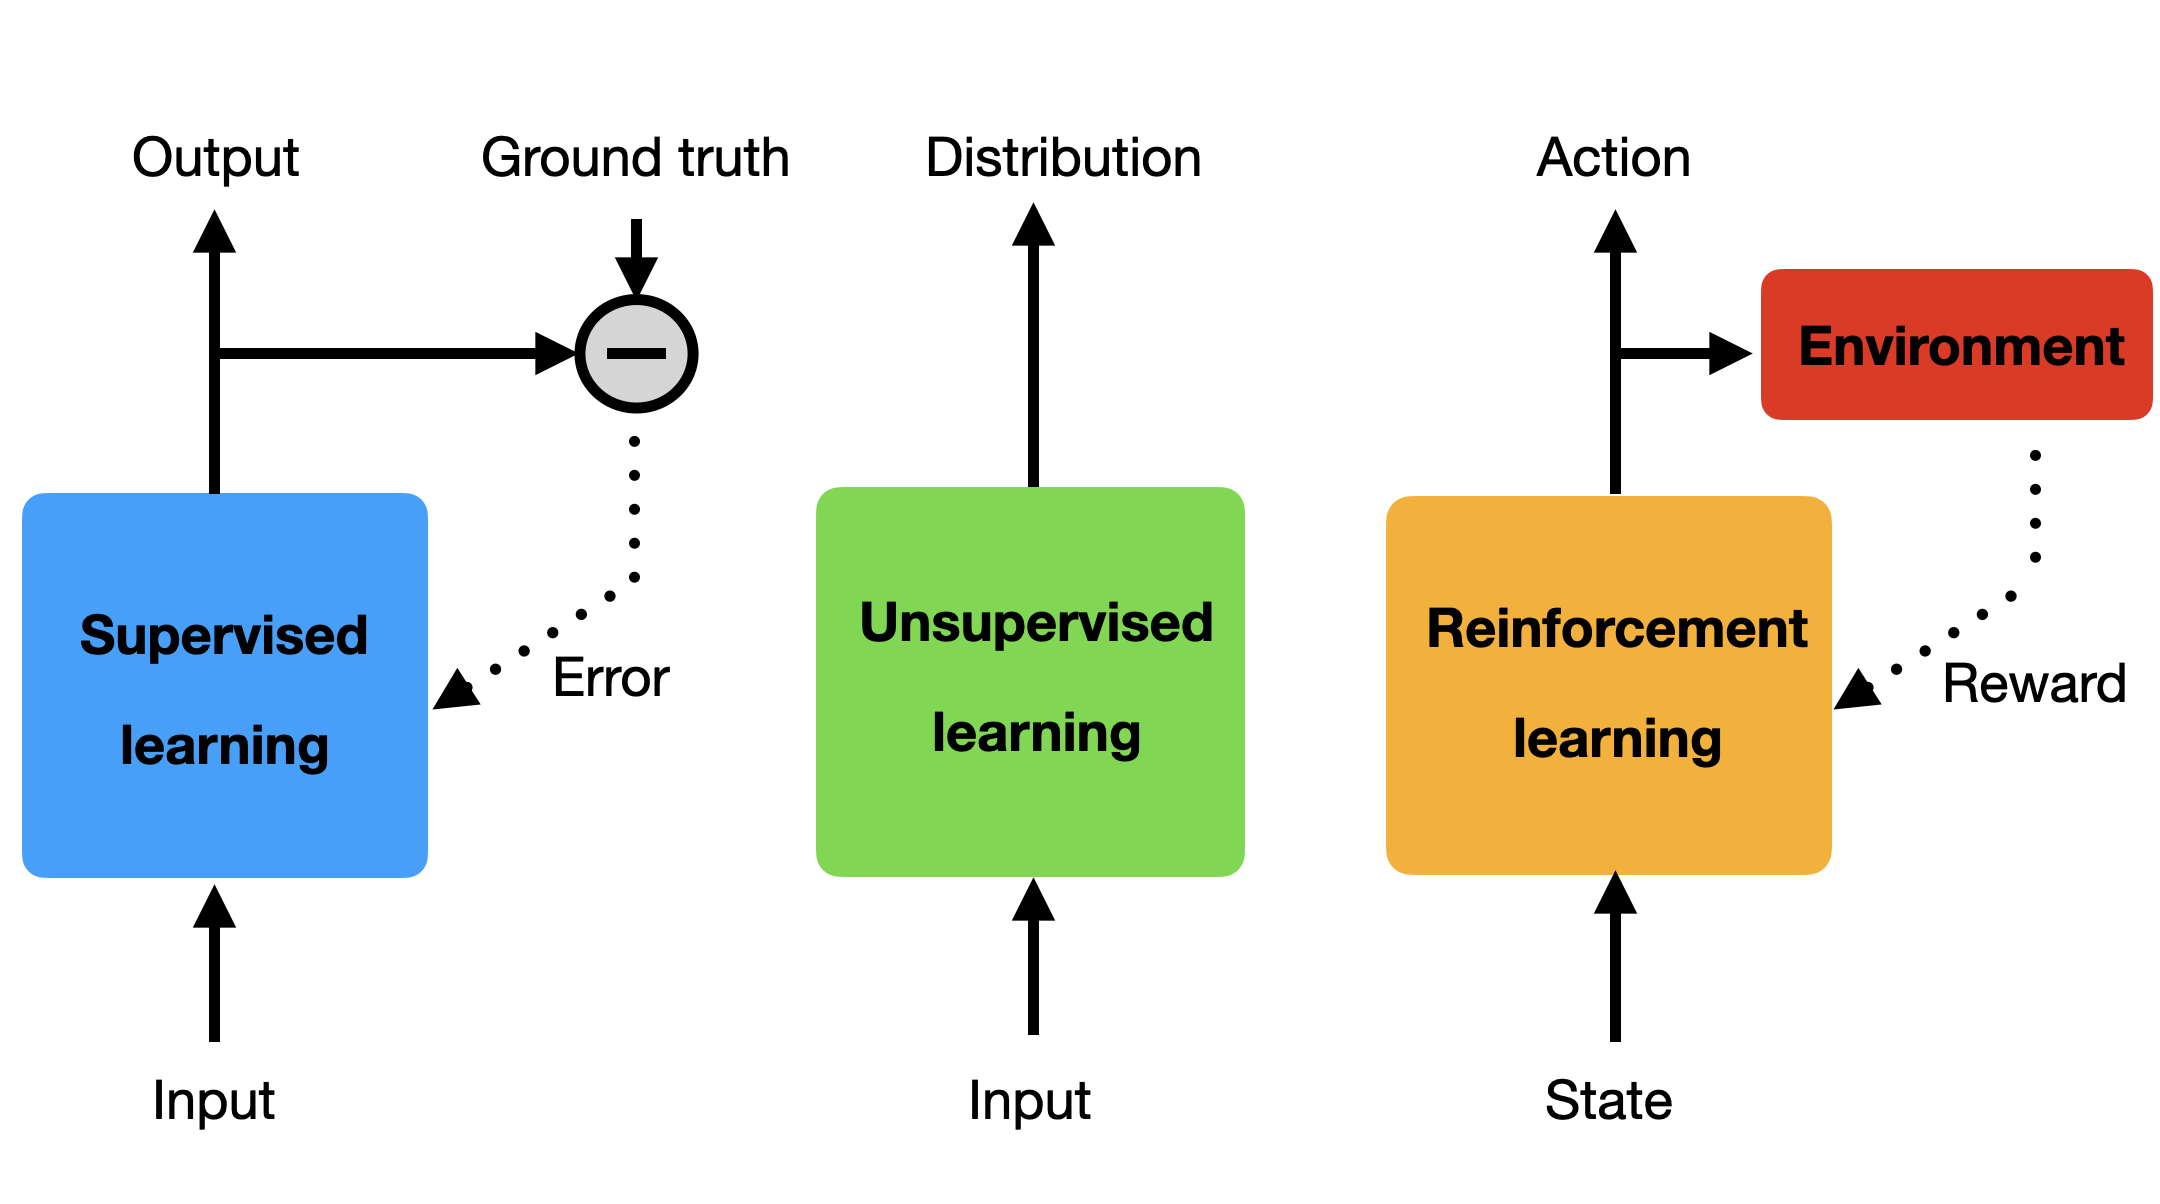 Output
Ground truth
Distribution
Action
Environment
Supervised
learning
Error
Unsupervised
learning
Reinforcement
learning
Reward
Input
Input
State